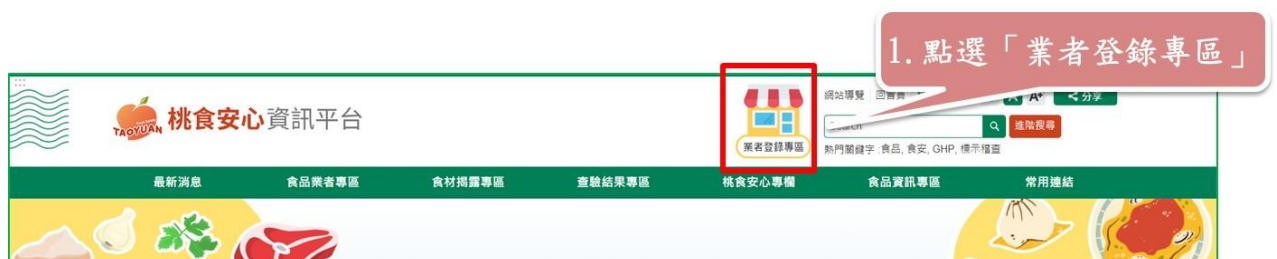 1.點選「業者登錄專區」
網站導覽 回首頁
A A+ 分享
TAOYUAN 桃食安心資訊平台
進階搜尋
業者登錄專區
熱門關鍵字 :食品, 食安, GHP, 標示稽查
最新消息 食品業者專區 食材揭露專區 查驗結果專區 桃食安心專欄 食品資訊專區 常用連結